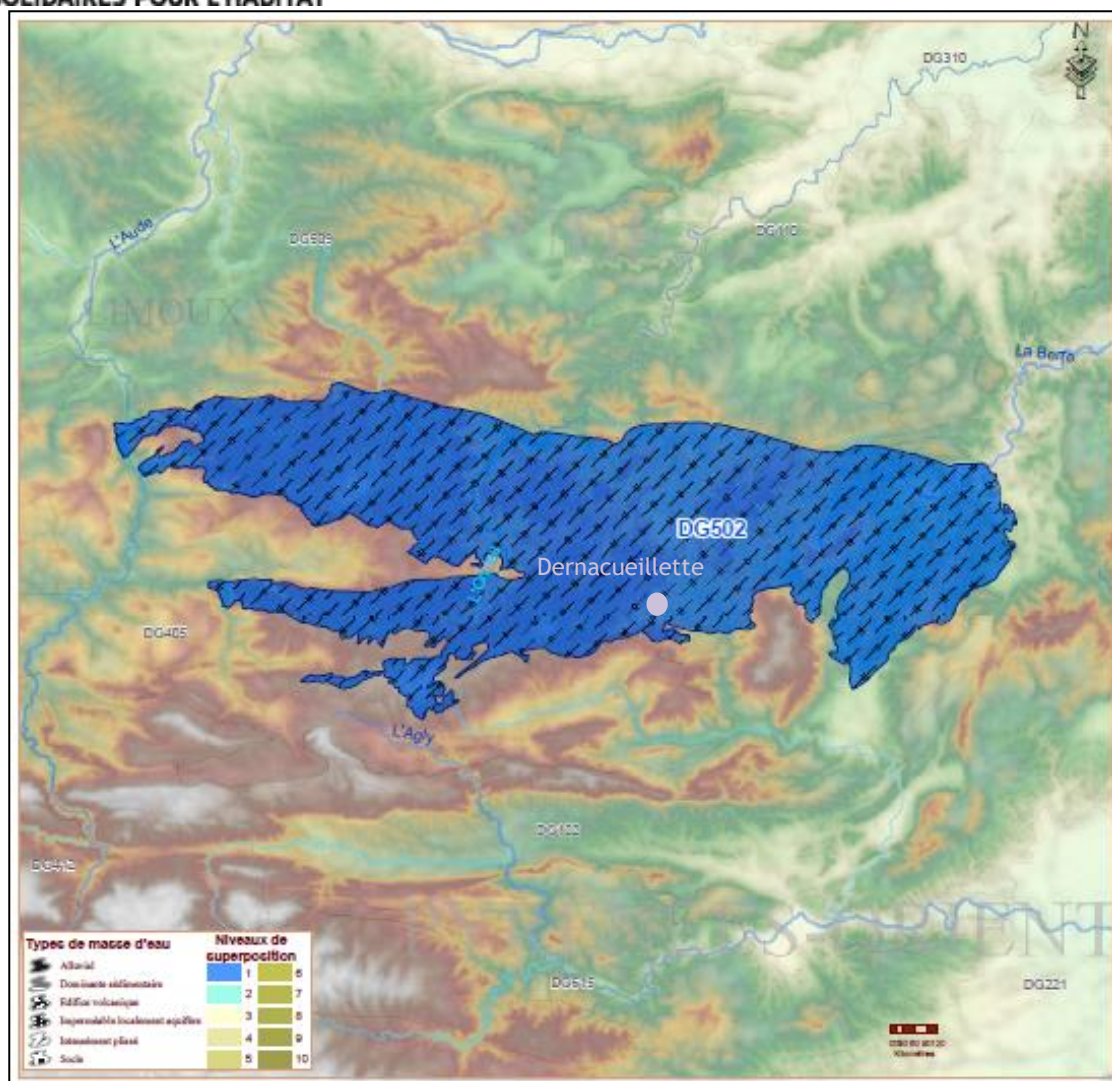 SOLIDAIRES POUR L'HABITAT
N
DG310
L'Aude
DG509
DG110
LIMOUX
La Berre
DG502
Dernacueillette
DG405
L'Agly
DG412
DG615
DG221
Types de masse d'eau
Alluvial
Dominante sédimentaire
Edifice volcanique
Imperméable localement aquifère
Intensément plissé
Socle
Niveaux de superposition
1 6
2 7
3 8
4 9
5 10
Kilomètres